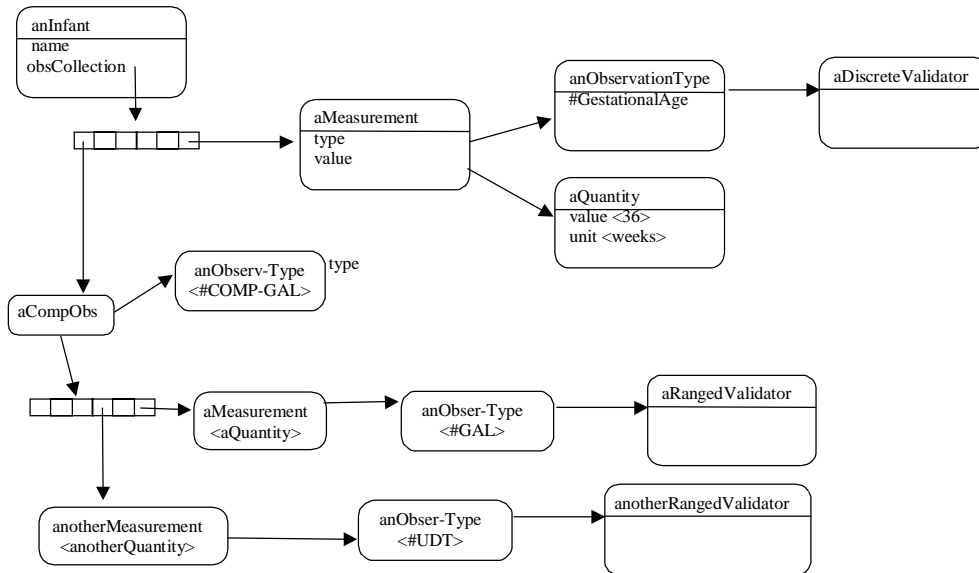 anInfant
name
obsCollection
anObservationType
#GestationalAge
aDiscreteValidator
aMeasurement
type
value
aQuantity
value <36>
unit <weeks>
anObserv-Type
<#COMP-GAL>
type
aCompObs
aMeasurement
<aQuantity>
anObser-Type
<#GAL>
aRangedValidator
anotherMeasurement
<anotherQuantity>
anObser-Type
<#UDT>
anotherRangedValidator